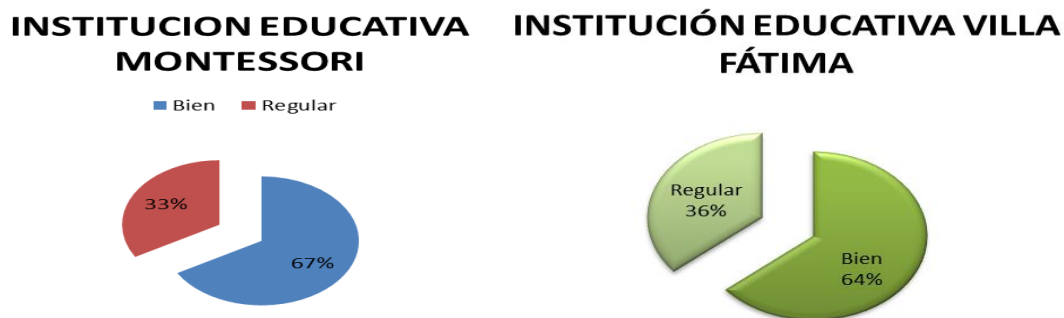 INSTITUCION EDUCATIVA
MONTESSORI
Bien Regular
33%
67%
INSTITUCIÓN EDUCATIVA VILLA
FÁTIMA
Regular
36%
Bien
64%